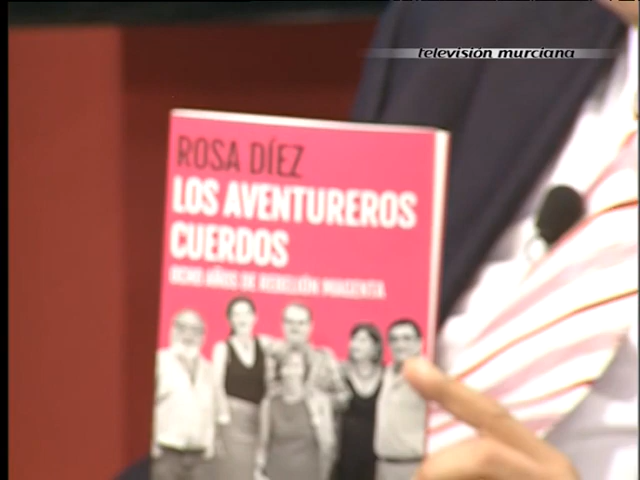 televisión murciana
ROSA DÍEZ
LOS AVENTUREROS
CUERDOS
OCHO AÑOS DE REBELIÓN MAGENTA